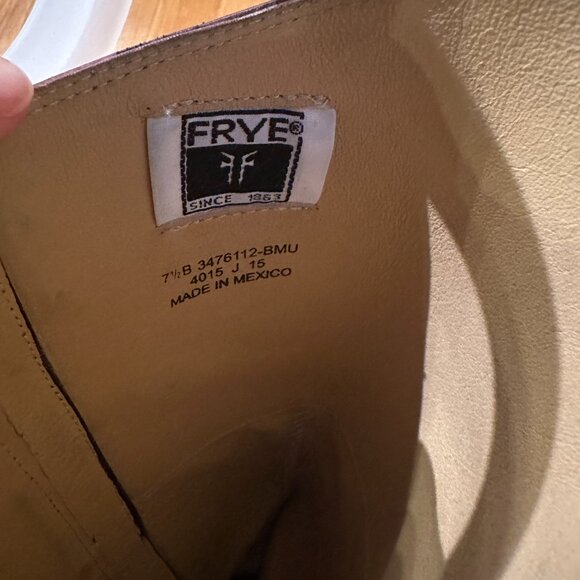 FRYE®
SINCE 1863
7½B 3476112-BMU
4015 J 15
MADE IN MEXICO